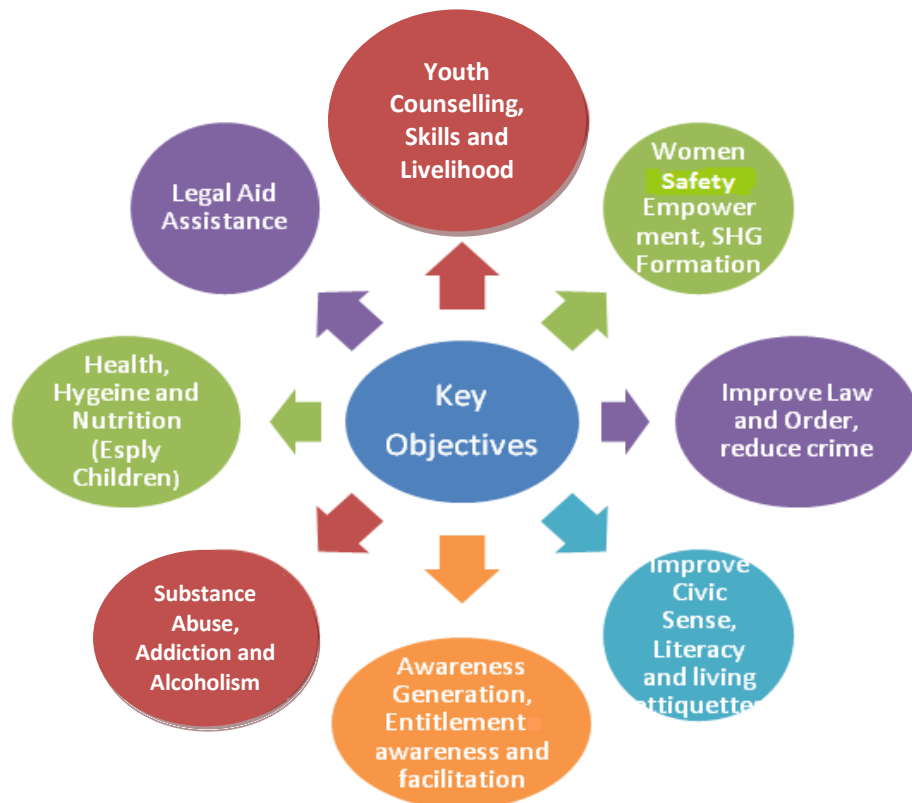 Youth
Counselling,
Skills and
Livelihood
Women
Safety
Empower
ment, SHG
Formation
Improve Law
and Order,
reduce crime
Improve
Civic
Sense,
Literacy
and living
ettiquettes
Awareness
Generation,
Entitlement
awareness and
facilitation
Substance
Abuse,
Addiction and
Alcoholism
Health,
Hygeine and
Nutrition
(Esply
Children)
Legal Aid
Assistance
Key
Objectives